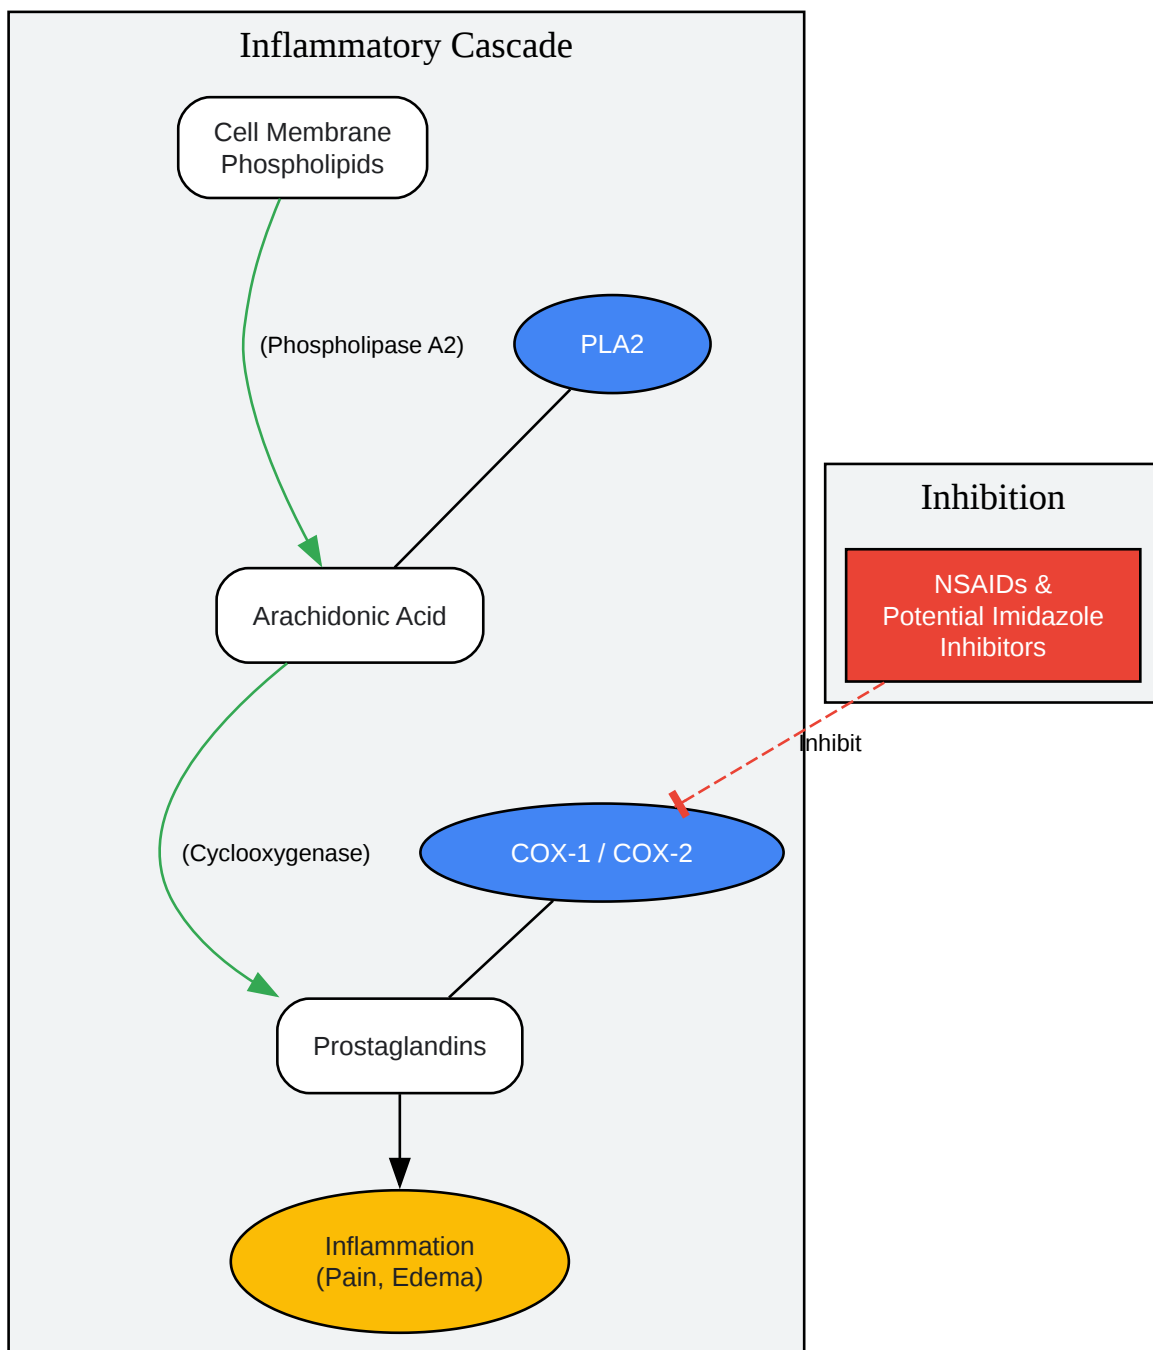 Inflammatory Cascade
Cell Membrane
Phospholipids
(Phospholipase A2)
PLA2
Inhibition
NSAIDs &
Potential Imidazole
Inhibitors
Arachidonic Acid
Inhibit
(Cyclooxygenase)
COX-1 / COX-2
Prostaglandins
Inflammation
(Pain, Edema)